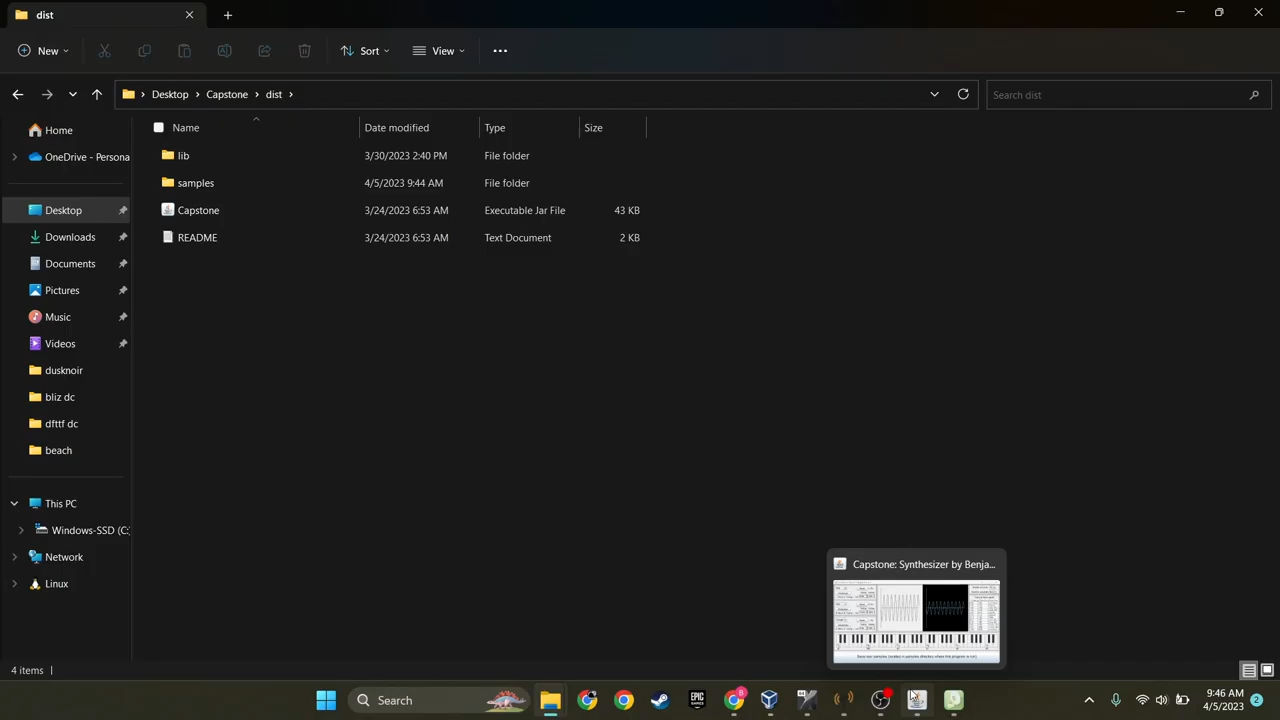 dist
New
Sort
View
Desktop > Capstone > dist >
Search dist
Name
Date modified
Type
Size
Home
OneDrive - Persona
Desktop
Downloads
Documents
Pictures
Music
Videos
dusknoir
bliz dc
dfttf dc
beach
This PC
Windows-SSD (C:
Network
Linux
lib 3/30/2023 2:40 PM File folder
samples 4/5/2023 9:44 AM File folder
Capstone 3/24/2023 6:53 AM Executable Jar File 43 KB
README 3/24/2023 6:53 AM Text Document 2 KB
Capstone: Synthesizer by Benja...
4 items
Search
EPIC
GAMES
8
9:46 AM
4/5/2023
2